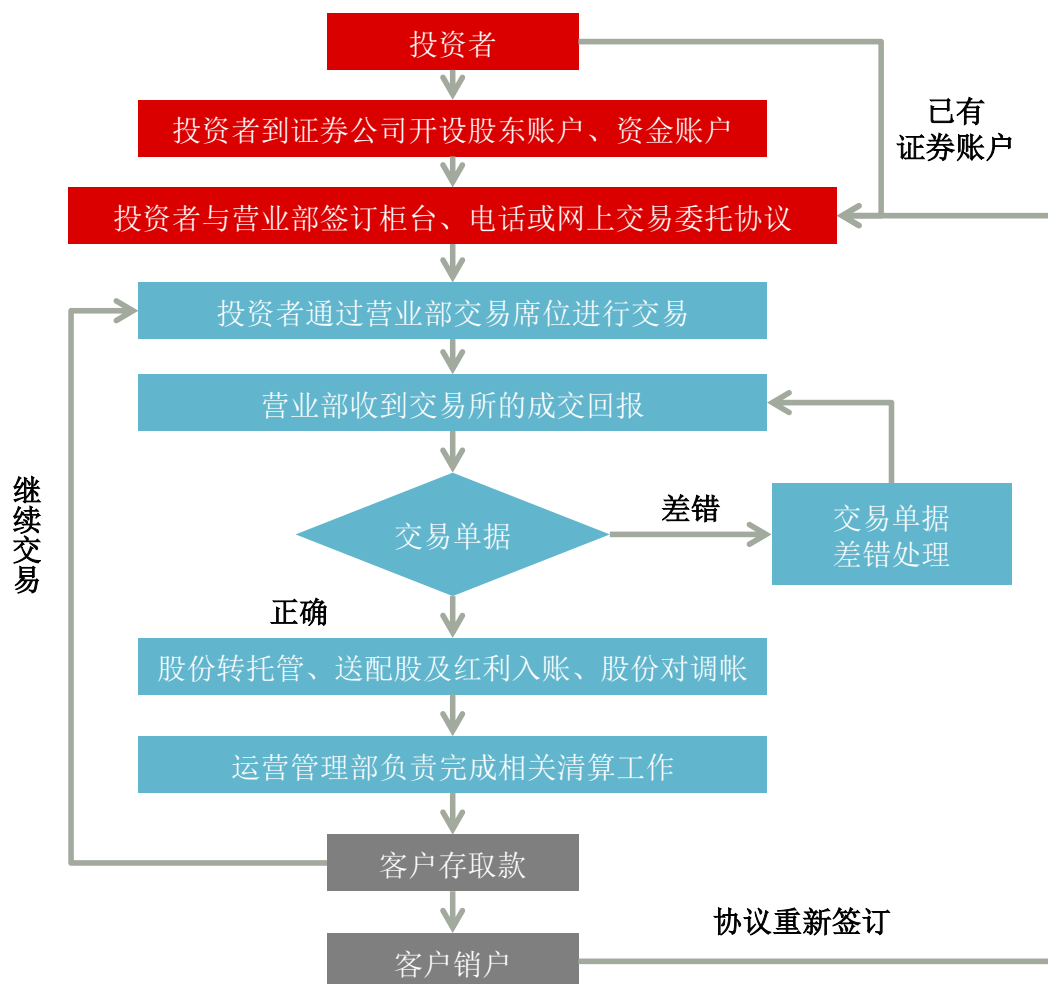 投资者
已有
证券账户
投资者到证券公司开设股东账户、资金账户
投资者与营业部签订柜台、电话或网上交易委托协议
投资者通过营业部交易席位进行交易
营业部收到交易所的成交回报
继续交易
交易单据
差错
交易单据
差错处理
正确
股份转托管、送配股及红利入账、股份对调帐
运营管理部负责完成相关清算工作
客户存取款
协议重新签订
客户销户